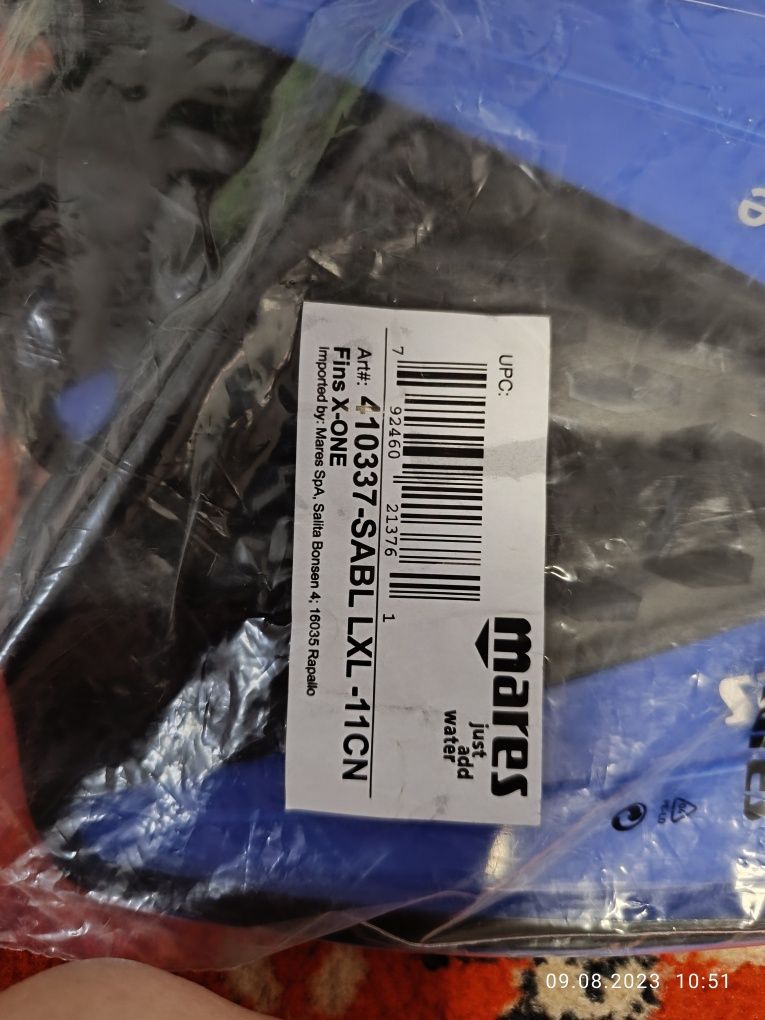 UPC:
7 92460 21376 1
mares
just
add
water
Art#: 410337-SABL LXL -11CN
Fins X-ONE
Imported by: Mares SpA, Salita Bonsen 4; 16035 Rapallo
09.08.2023 10:51